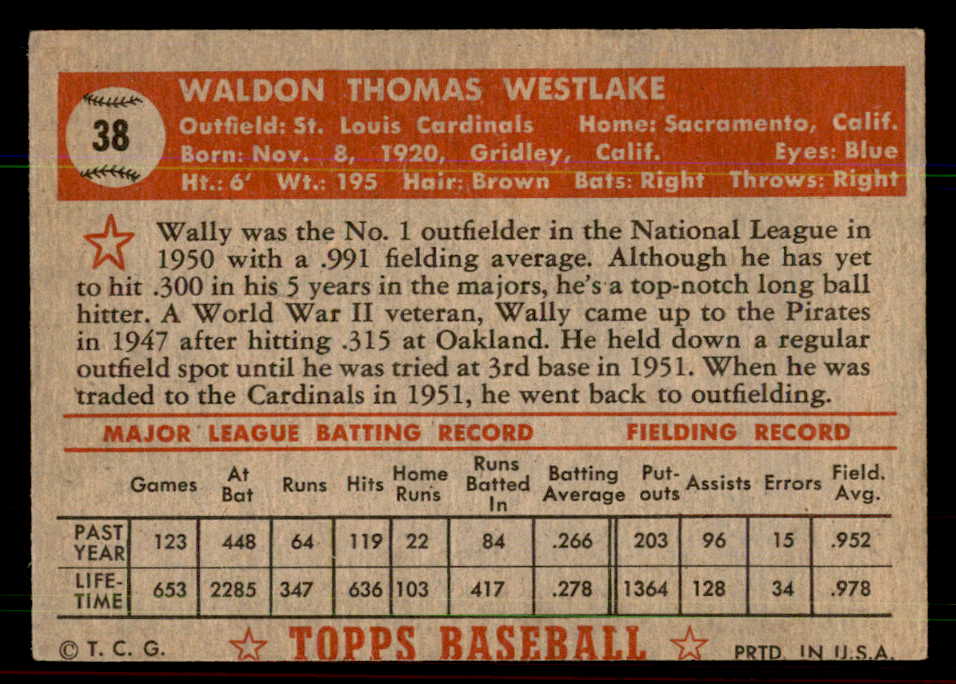 38
WALDON THOMAS WESTLAKE
Outfield: St. Louis Cardinals Home: Sacramento, Calif.
Born: Nov. 8, 1920, Gridley, Calif. Eyes: Blue
Ht.: 6' Wt.: 195 Hair: Brown Bats: Right Throws: Right
Wally was the No. 1 outfielder in the National League in
1950 with a .991 fielding average. Although he has yet
to hit .300 in his 5 years in the majors, he's a top-notch long ball
hitter. A World War II veteran, Wally came up to the Pirates
in 1947 after hitting .315 at Oakland. He held down a regular
outfield spot until he was tried at 3rd base in 1951. When he was
traded to the Cardinals in 1951, he went back to outfielding.
MAJOR LEAGUE BATTING RECORD FIELDING RECORD
Games At Bat Runs Hits Home Runs Runs Batted In Batting Average Put-outs Assists Errors Field. Avg.
PAST YEAR 123 448 64 119 22 84 .266 203 96 15 .952
LIFE-TIME 653 2285 347 636 103 417 .278 1364 128 34 .978
© T. C. G. TOPPS BASEBALL PRTD. IN U.S.A.